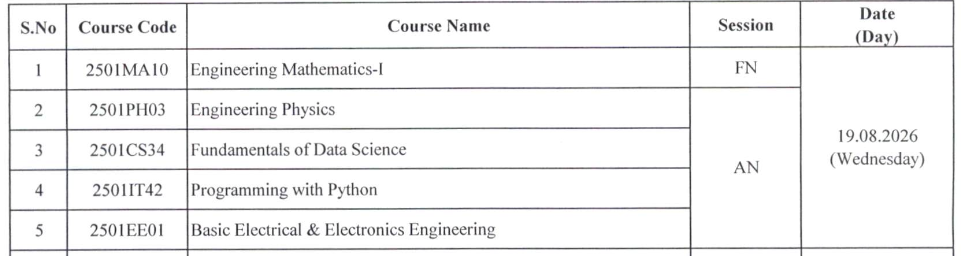 S.No Course Code Course Name Session Date
(Day)
1 2501MA10 Engineering Mathematics-I FN
2 2501PH03 Engineering Physics
3 2501CS34 Fundamentals of Data Science
4 2501IT42 Programming with Python
5 2501EE01 Basic Electrical & Electronics Engineering
AN
19.08.2026
(Wednesday)